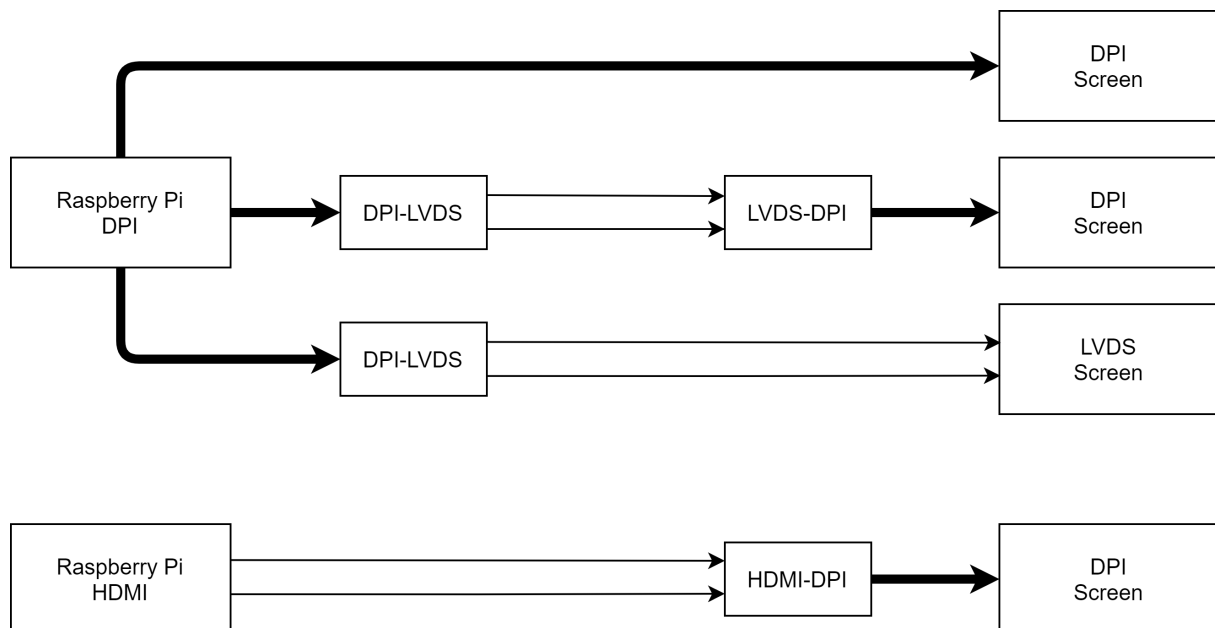 DPI
Screen
Raspberry Pi
DPI
DPI-LVDS
LVDS-DPI
DPI
Screen
DPI-LVDS
LVDS
Screen
Raspberry Pi
HDMI
HDMI-DPI
DPI
Screen